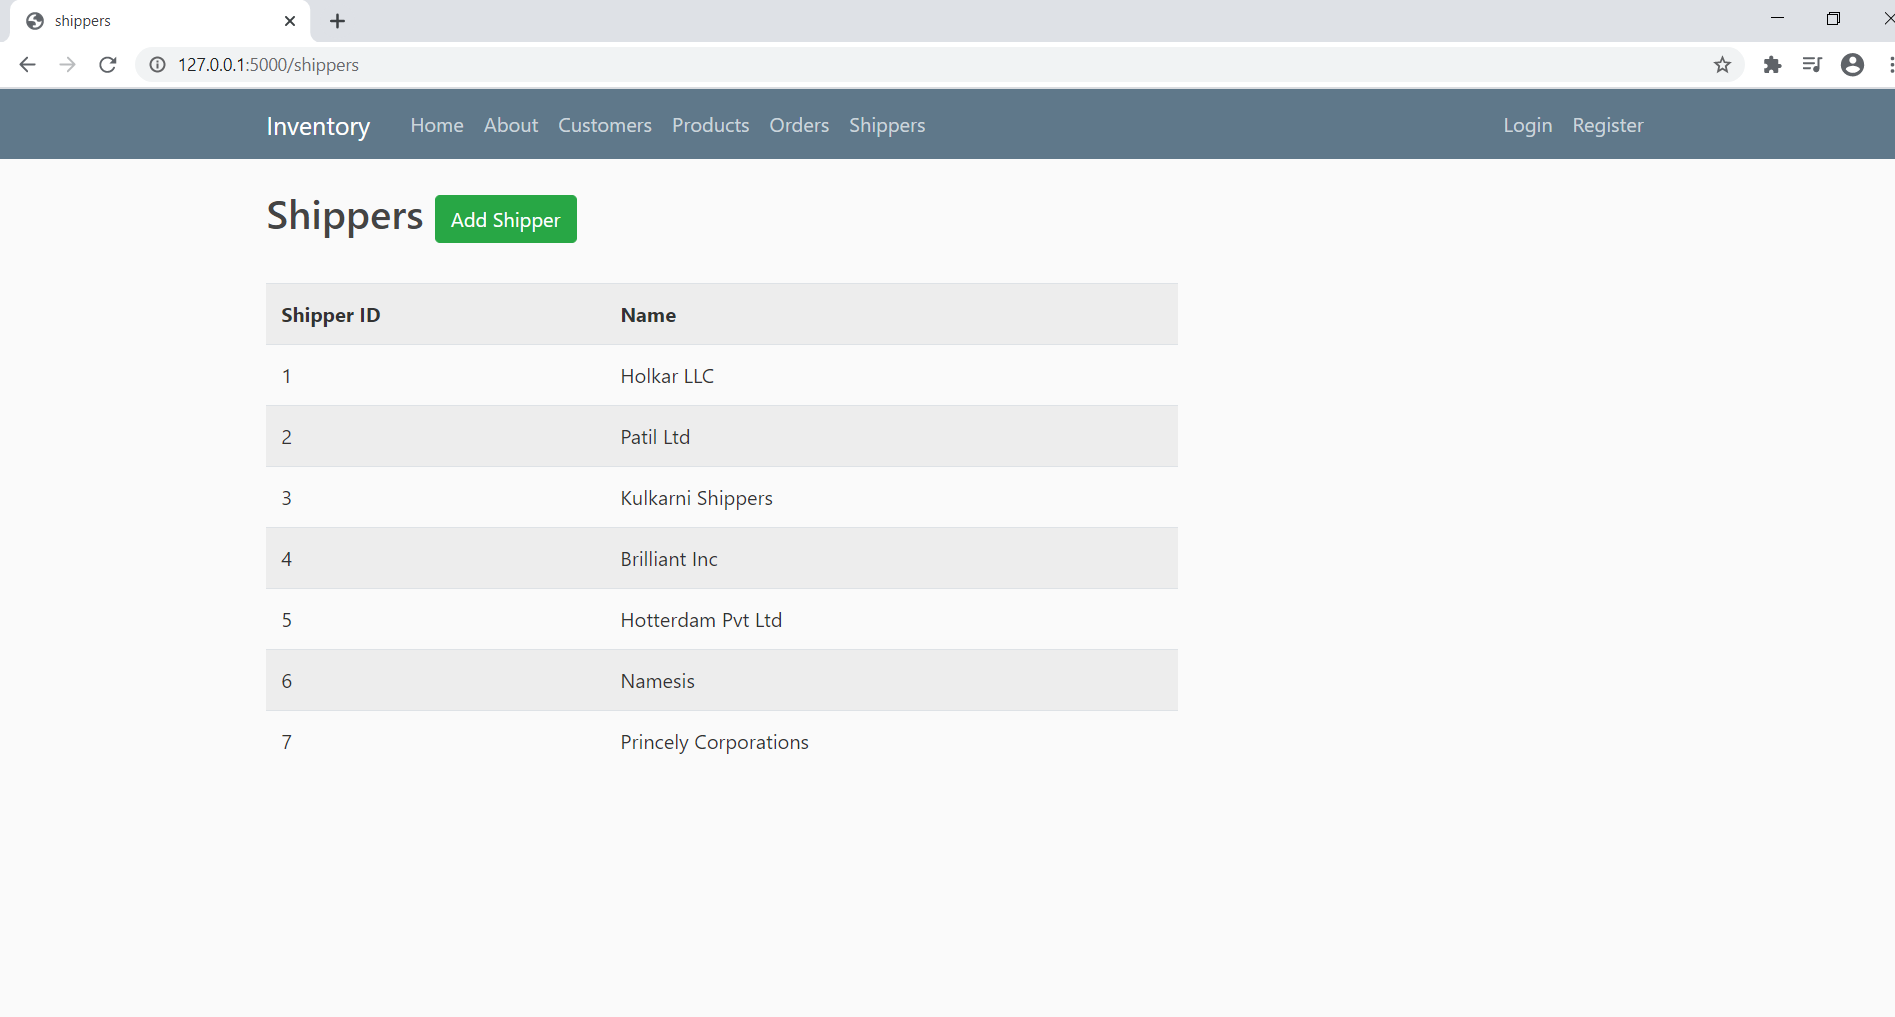 shippers
127.0.0.1:5000/shippers
Inventory Home About Customers Products Orders Shippers Login Register
Shippers Add Shipper
Shipper ID Name
1 Holkar LLC
2 Patil Ltd
3 Kulkarni Shippers
4 Brilliant Inc
5 Hotterdam Pvt Ltd
6 Namesis
7 Princely Corporations